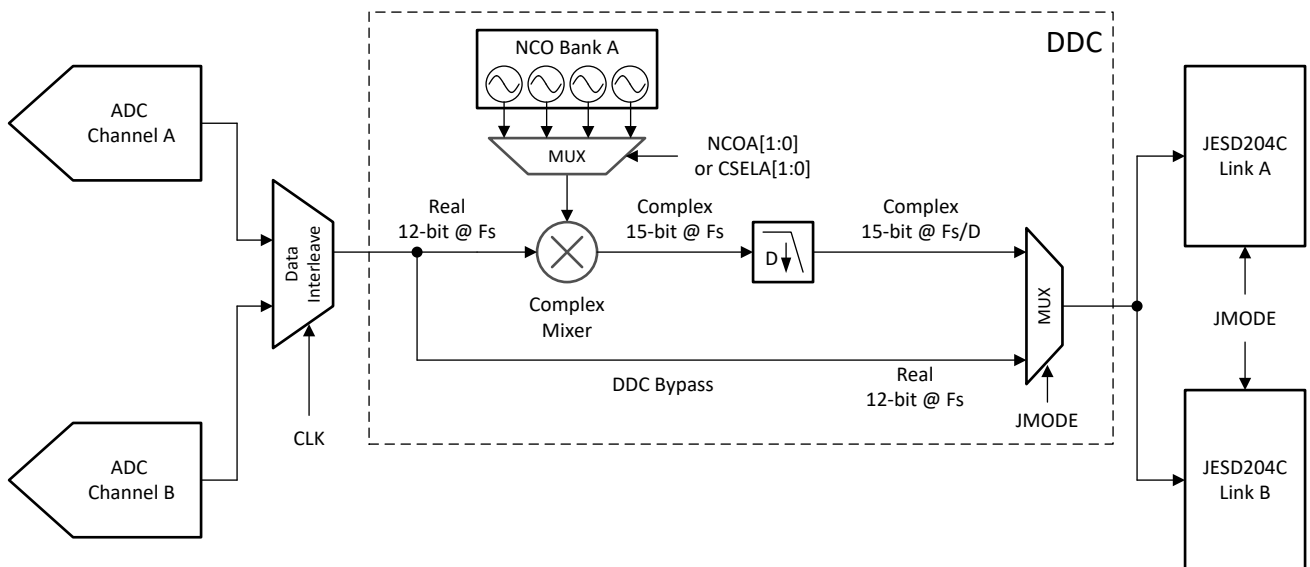 DDC
NCO Bank A
ADC
Channel A
MUX
NCOA[1:0]
or CSELA[1:0]
JESD204C
Link A
Real
12-bit @ Fs
Complex
15-bit @ Fs
Complex
15-bit @ Fs/D
Data
Interleave
D
Complex
Mixer
MUX
JMODE
DDC Bypass
Real
12-bit @ Fs
JMODE
CLK
ADC
Channel B
JESD204C
Link B